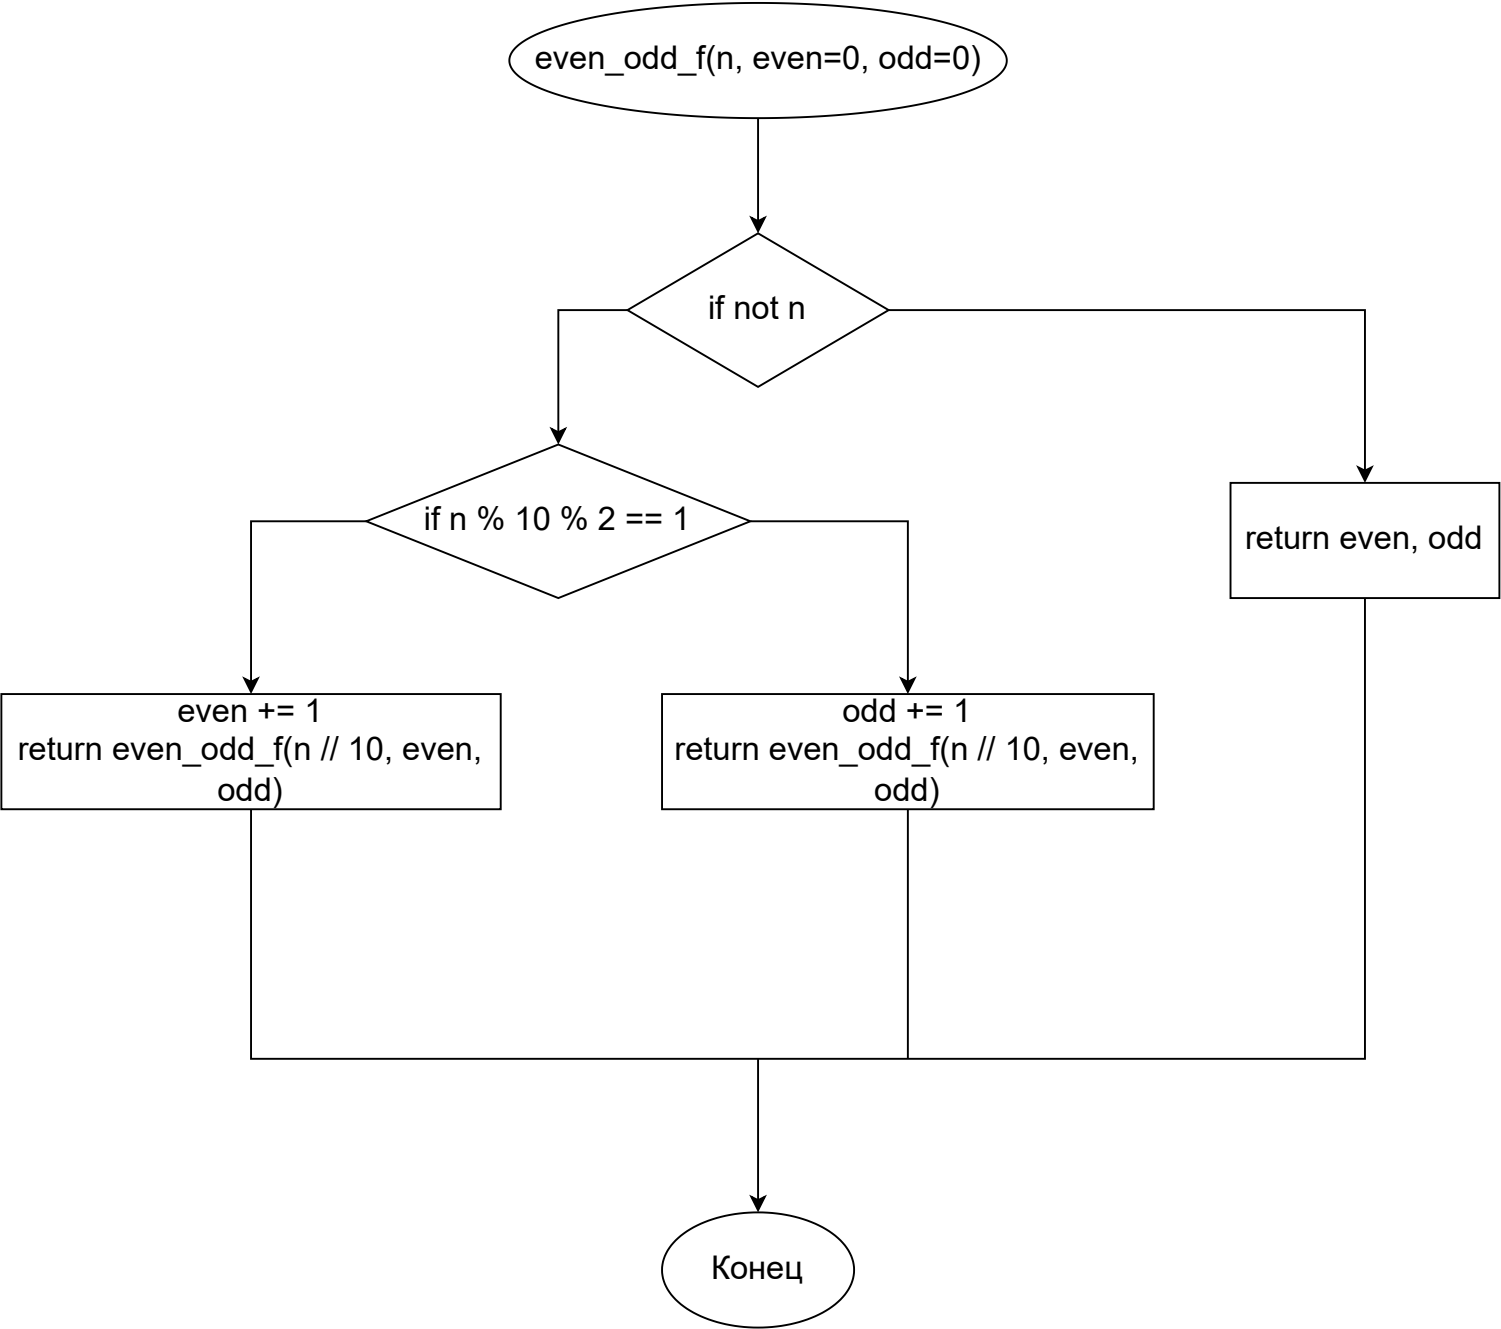 even_odd_f(n, even=0, odd=0)
if not n
if n % 10 % 2 == 1
return even, odd
even += 1
return even_odd_f(n // 10, even,
odd)
odd += 1
return even_odd_f(n // 10, even,
odd)
Конец